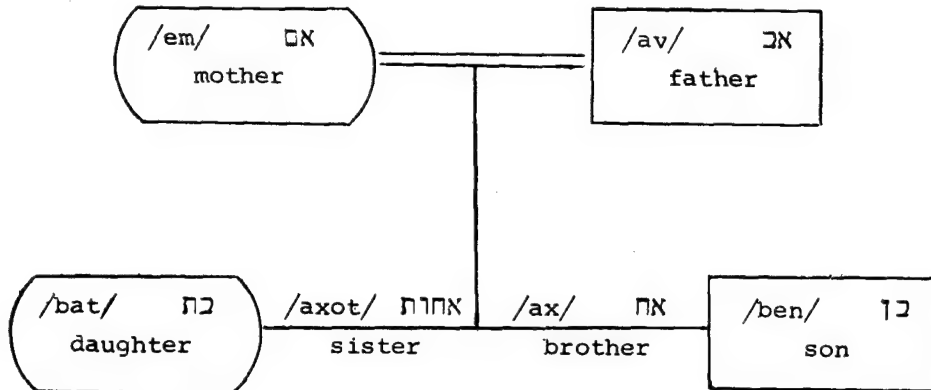 /em/ אם /av/ אב
mother father
/bat/ בת /axot/ אחות /ax/ אח /ben/ בן
daughter sister brother son